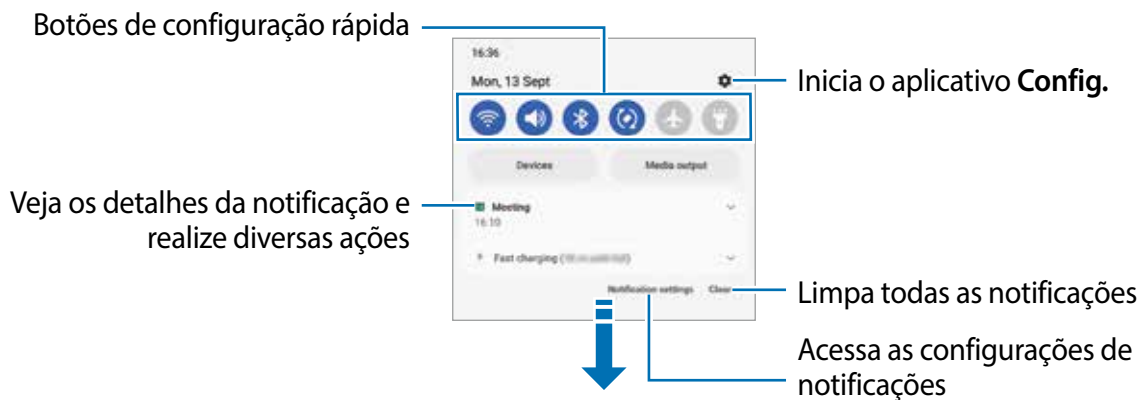 Botões de configuração rápida
16:36
Mon, 13 Sept
Inicia o aplicativo Config.
Devices
Media output
Veja os detalhes da notificação e
realize diversas ações
Meeting
16:10
Fast charging (
Notification settings
Clear
Limpa todas as notificações
Acessa as configurações de
notificações